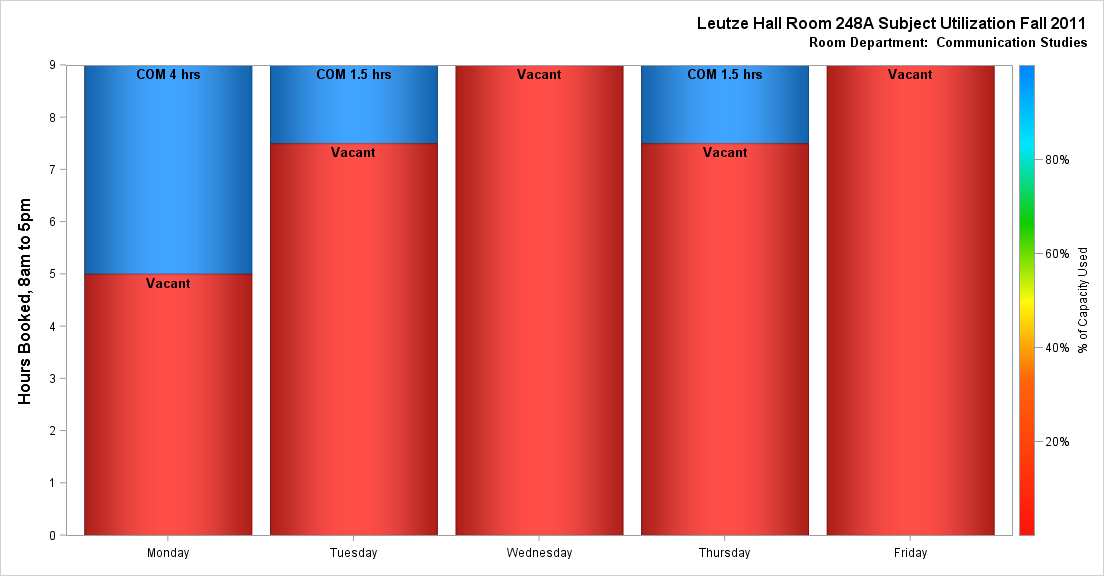 Leutze Hall Room 248A Subject Utilization Fall 2011
Room Department:  Communication Studies
Hours Booked, 8am to 5pm
9
8
7
6
5
4
3
2
1
0
COM 4 hrs
Vacant
COM 1.5 hrs
Vacant
Vacant
COM 1.5 hrs
Vacant
Vacant
Monday
Tuesday
Wednesday
Thursday
Friday
80%
60%
40%
20%
% of Capacity Used